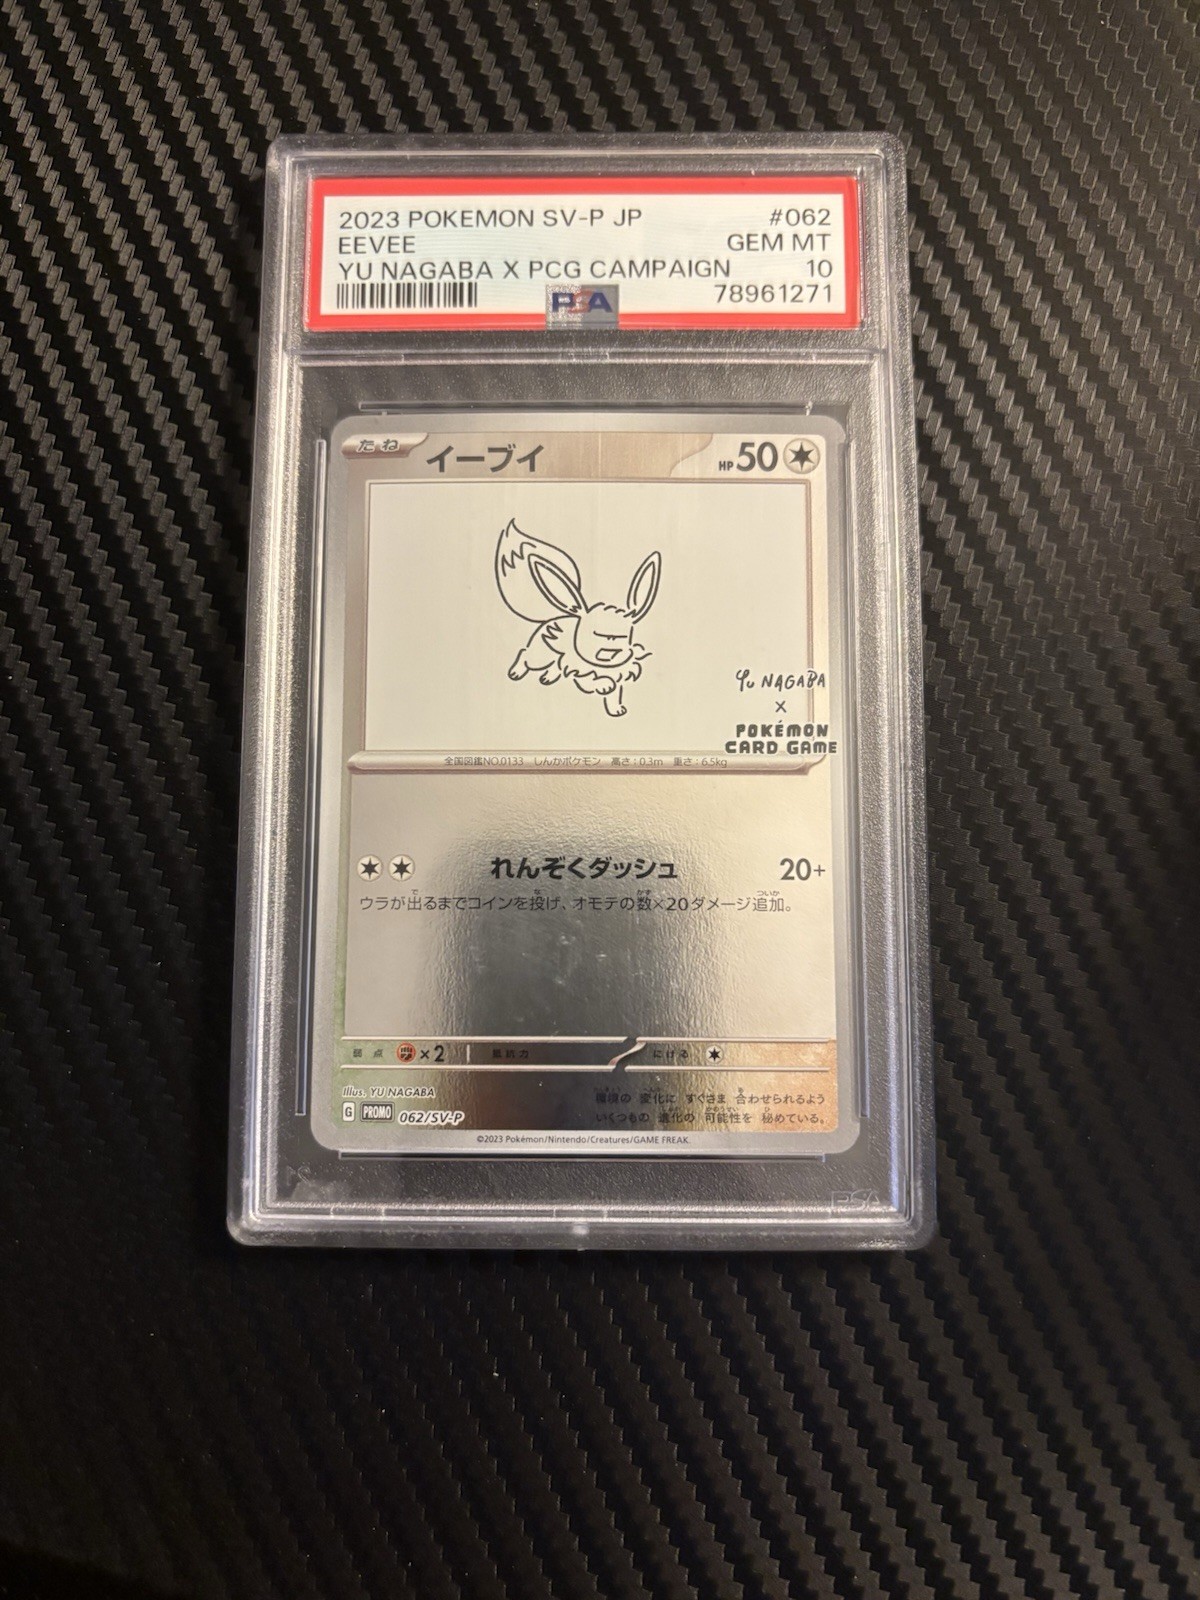 2023 POKEMON SV-P JP #062
EEVEE GEM MT
YU NAGABA X PCG CAMPAIGN 10
PSA 78961271
たね イーブイ HP50
Yu NAGABA
X
POKÉMON
CARD GAME
全国図鑑NO.0133 しんかポケモン 高さ:0.3m 重さ:6.5kg
れんぞくダッシュ 20+
ウラが出るまでコインを投げ、オモテの数×20ダメージ追加。
弱点 ×2 抵抗力 にげる
Illus. YU NAGABA
G PROMO 062/SV-P
環境の変化に すぐさま 合わせられるよう
いくつもの 進化の 可能性を 秘めている。
©2023 Pokémon/Nintendo/Creatures/GAME FREAK.
PSA